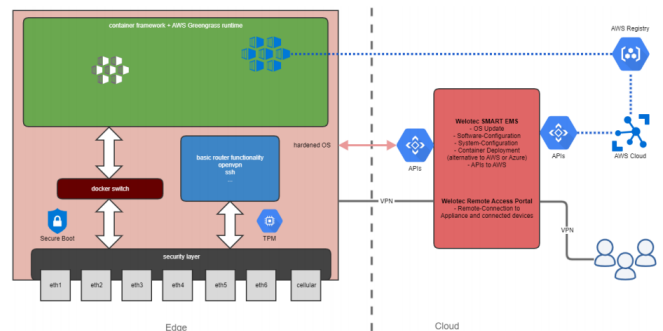 container framework + AWS Greengrass runtime
AWS Registry
hardened OS
basic router functionality
openvpn
ssh
...
docker switch
Secure Boot
TPM
security layer
eth1
eth2
eth3
eth4
eth5
eth6
cellular
Edge
APIs
VPN
Welotec SMART EMS
- OS Update
- Software-Configuration
- System-Configuration
- Container Deployment
(alternative to AWS or Azure)
- APIs to AWS
Welotec Remote Access Portal
- Remote-Connection to
Appliance and connected devices
APIs
AWS Cloud
VPN
Cloud